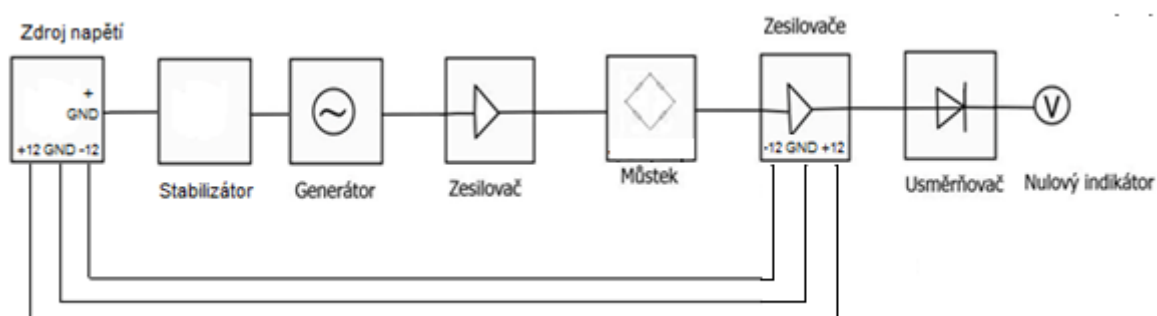 Zdroj napětí
+
GND
+12 GND -12
Stabilizátor
Generátor
Zesilovač
Můstek
Zesilovače
-12 GND +12
Usměrňovač
V
Nulový indikátor